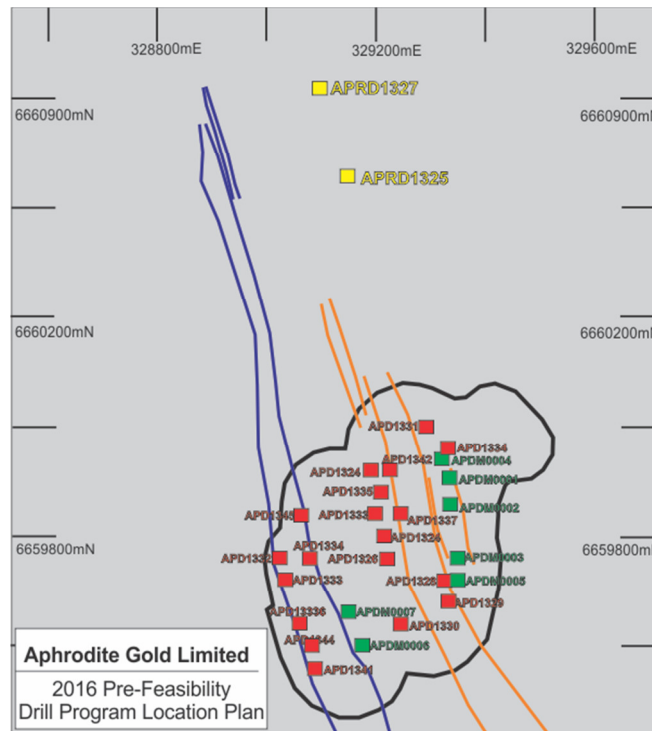 328800mE
329200mE
329600mE
APRD1327
6660900mN
6660900mN
APRD1325
6660200mN
6660200mN
APD1331
APD1334
APD1342
APDM0004
APD1324
APDM0001
APD1335
APDM0002
APD1345
APD1333
APD1337
APD1324
6659800mN
6659800mN
APD1334
APD1332
APD1326
APDM0003
APD1333
APD1328
APDM0005
APD1329
APD13336
APDM0007
APD1330
APDM0006
APD1341
Aphrodite Gold Limited
2016 Pre-Feasibility
Drill Program Location Plan